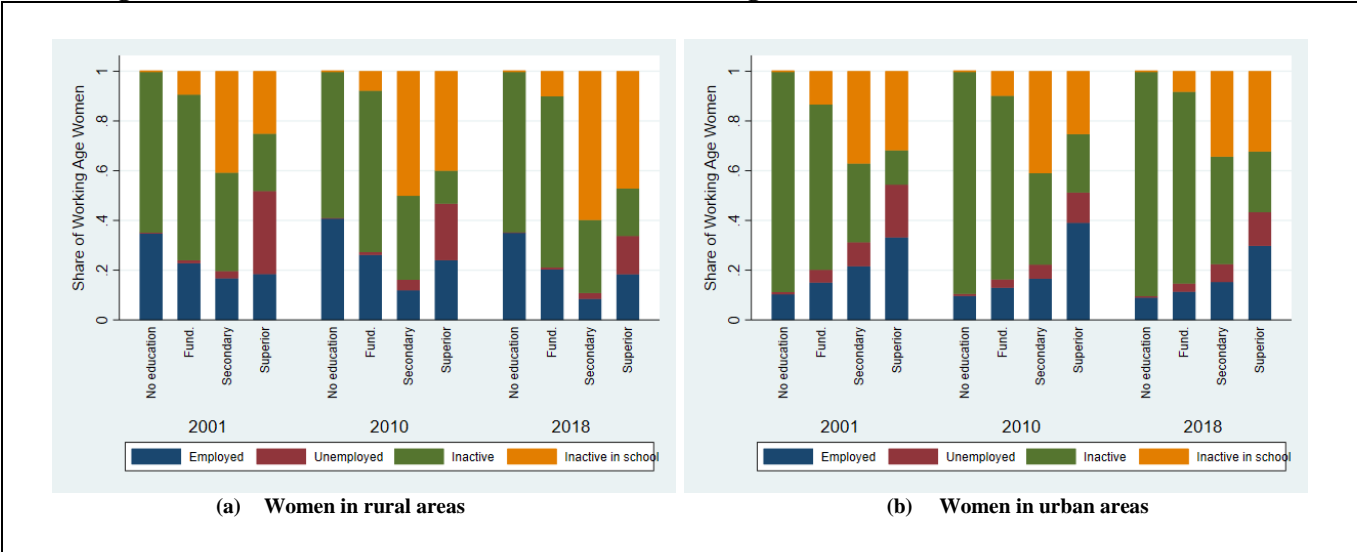 Share of Working Age Women
1
.8
.6
.4
.2
0
No education
Fund.
Secondary
Superior
No education
Fund.
Secondary
Superior
No education
Fund.
Secondary
Superior
2001 2010 2018
Employed Unemployed Inactive Inactive in school
(a) Women in rural areas
Share of Working Age Women
1
.8
.6
.4
.2
0
No education
Fund.
Secondary
Superior
No education
Fund.
Secondary
Superior
No education
Fund.
Secondary
Superior
2001 2010 2018
Employed Unemployed Inactive Inactive in school
(b) Women in urban areas